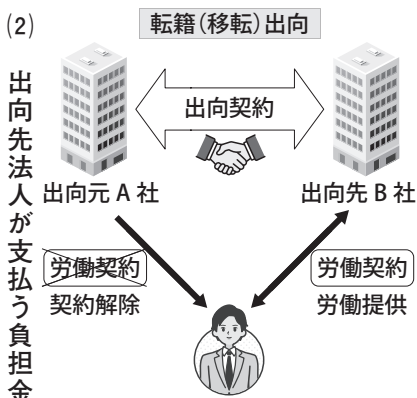 (2)
出向先法人が支払う負担金
転籍(移転)出向
出向契約
出向元 A 社
出向先 B 社
労働契約
契約解除
労働契約
労働提供